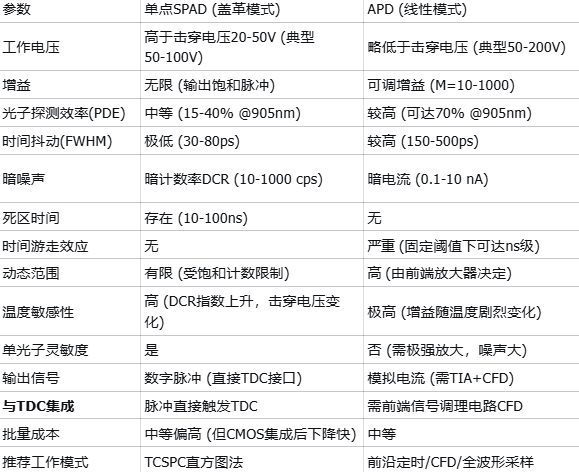 参数 单点SPAD (盖革模式) APD (线性模式)
工作电压 高于击穿电压20-50V (典型 略低于击穿电压 (典型50-200V)
50-100V)
增益 无限 (输出饱和脉冲) 可调增益 (M=10-1000)
光子探测效率(PDE) 中等 (15-40% @905nm) 较高 (可达70% @905nm)
时间抖动(FWHM) 极低 (30-80ps) 较高 (150-500ps)
暗噪声 暗计数率DCR (10-1000 cps) 暗电流 (0.1-10 nA)
死区时间 存在 (10-100ns) 无
时间游走效应 无 严重 (固定阈值下可达ns级)
动态范围 有限 (受饱和计数限制) 高 (由前端放大器决定)
温度敏感性 高 (DCR指数上升，击穿电压变 极高 (增益随温度剧烈变化)
化)
单光子灵敏度 是 否 (需极强放大，噪声大)
输出信号 数字脉冲 (直接TDC接口) 模拟电流 (需TIA+CFD)
与TDC集成 脉冲直接触发TDC 需前端信号调理电路CFD
批量成本 中等偏高 (但CMOS集成后下降快) 中等
推荐工作模式 TCSPC直方图法 前沿定时/CFD/全波形采样